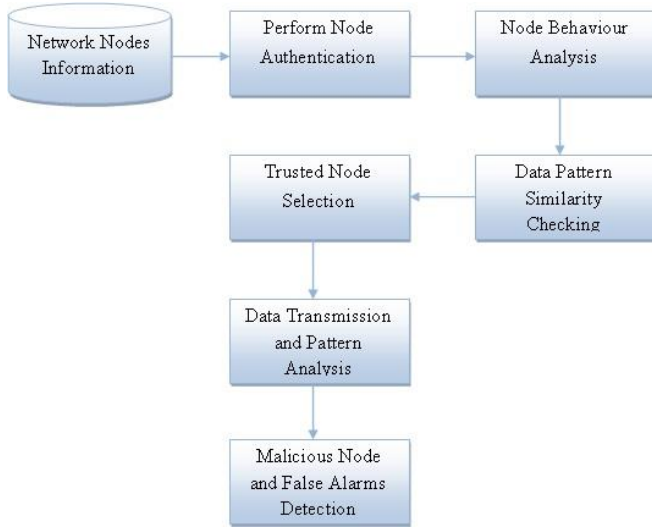 Network Nodes
Information
Perform Node
Authentication
Node Behaviour
Analysis
Trusted Node
Selection
Data Pattern
Similarity
Checking
Data Transmission
and Pattern
Analysis
Malicious Node
and False Alarms
Detection